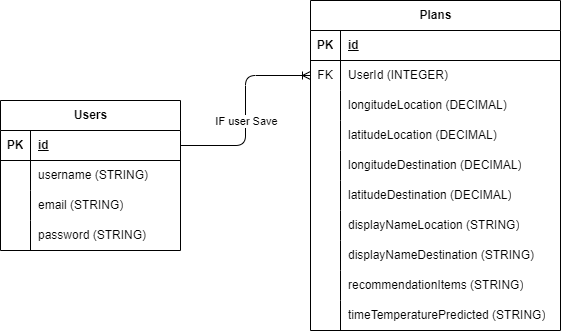 Users
PK id
username (STRING)
email (STRING)
password (STRING)
IF user Save
Plans
PK id
FK UserId (INTEGER)
longitudeLocation (DECIMAL)
latitudeLocation (DECIMAL)
longitudeDestination (DECIMAL)
latitudeDestination (DECIMAL)
displayNameLocation (STRING)
displayNameDestination (STRING)
recommendationItems (STRING)
timeTemperaturePredicted (STRING)